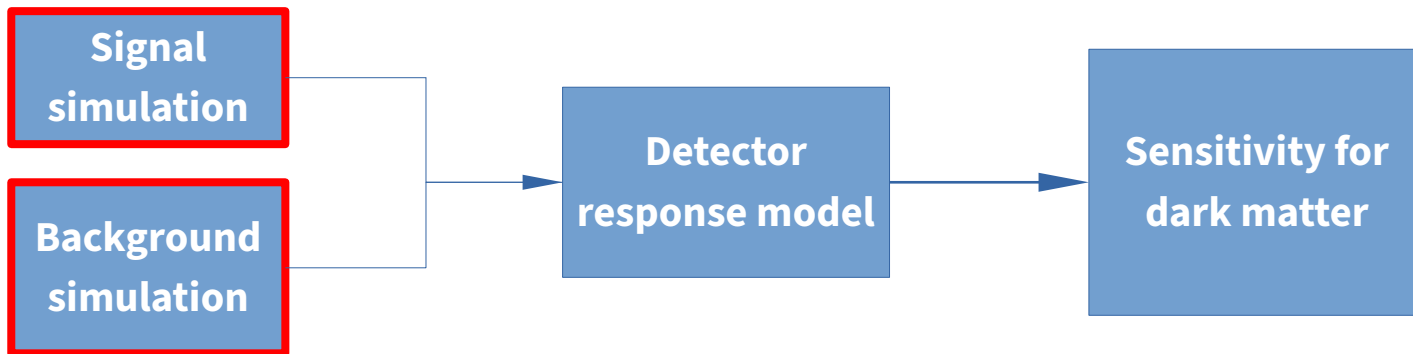 Signal
simulation
Background
simulation
Detector
response model
Sensitivity for
dark matter